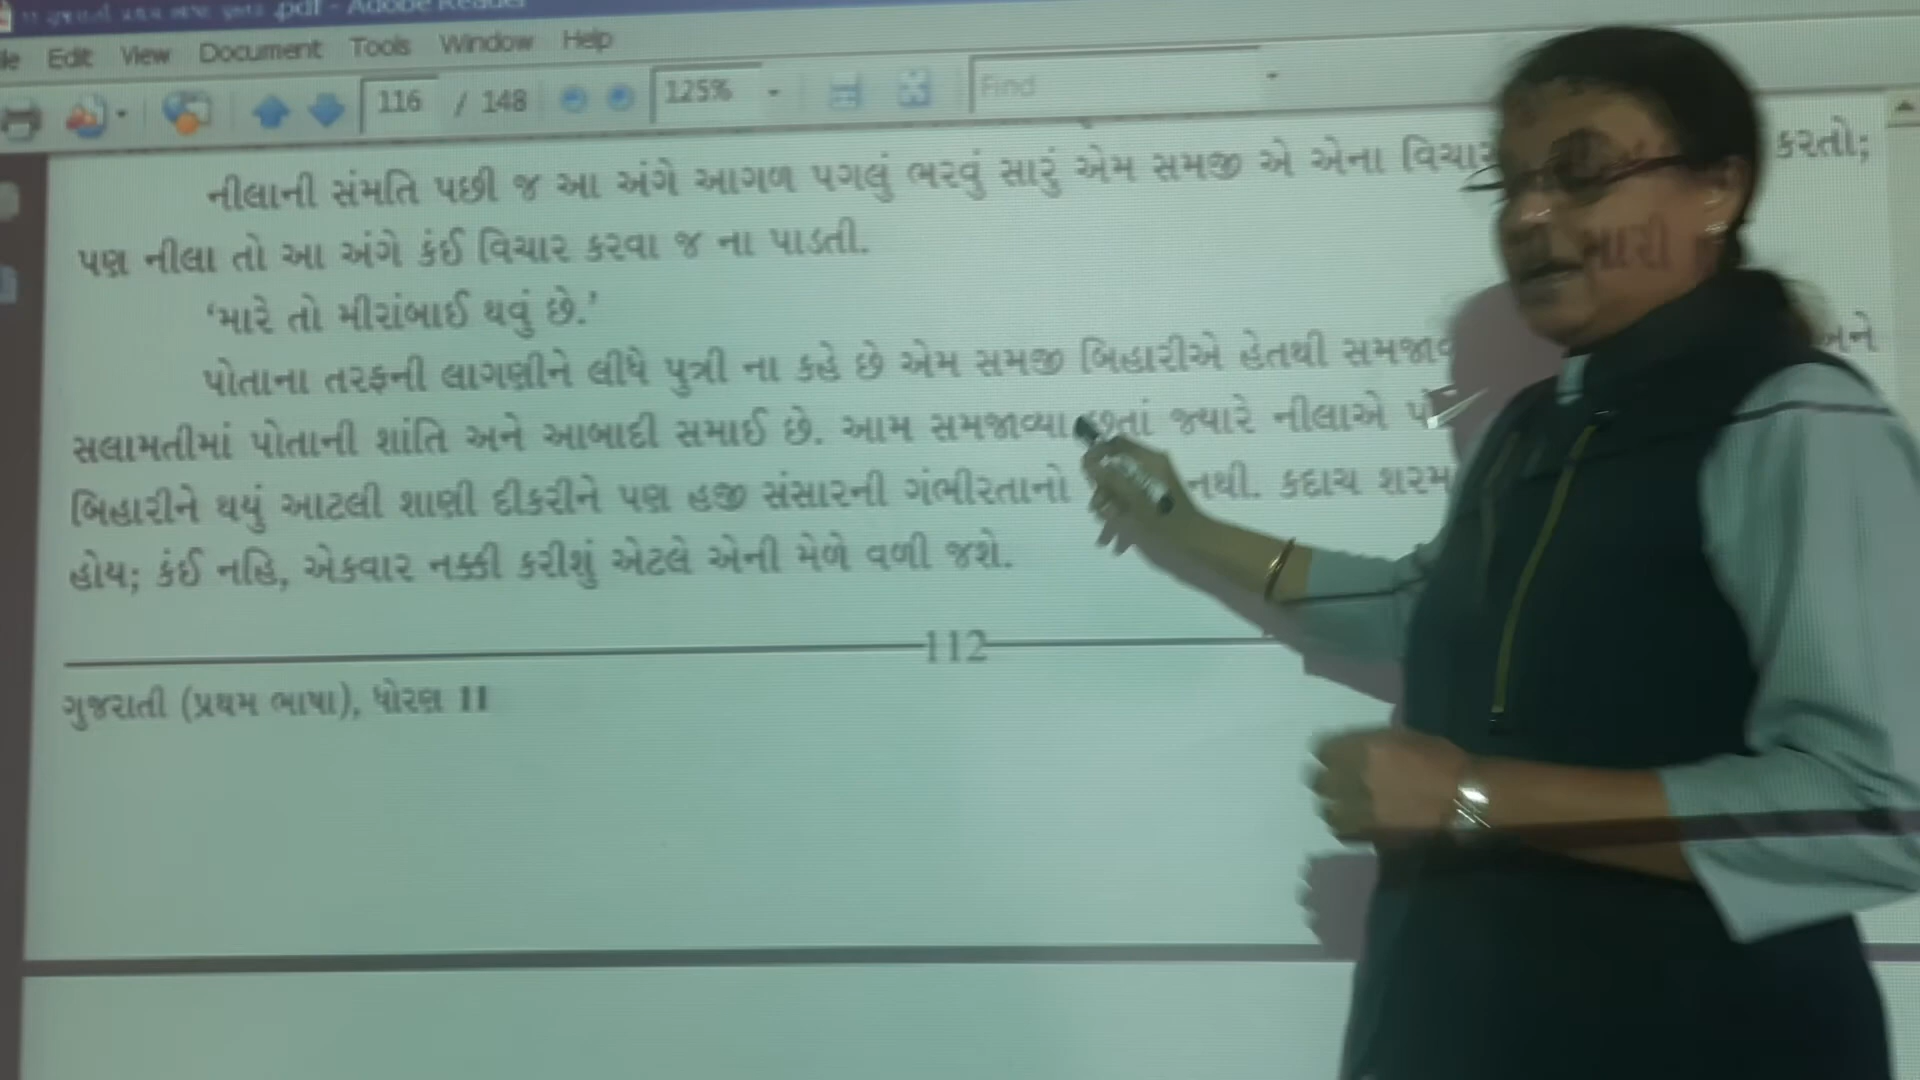 .pdf - Adobe Reader
Edit View Document Tools Window Help
116 / 148 125% Find
નીલાની સંમતિ પછી જ આ અંગે આગળ પગલું ભરવું સારું એમ સમજી એ એના કરતો;
પણ નીલા તો આ અંગે કંઈ વિચાર કરવા જ ના પાડતી.
‘મારે તો મીરાંબાઈ થવું છે.’
પોતાના તરફની લાગણીને લીધે પુત્રી ના કહે છે એમ સમજી બિહારીએ હેતથી અને
સલામતીમાં પોતાની શાંતિ અને આબાદી સમાઈ છે. આમ સમજાવ્યા છતાં જ્યારે નીલાએ
બિહારીને થયું આટલી શાણી દીકરીને પણ હજી સંસારની ગંભીરતાનો નથી. કદાચ
હોય; કંઈ નહિ, એકવાર નક્કી કરીશું એટલે એની મેળે વળી જશે.
112
ગુજરાતી (પ્રથમ ભાષા), ધોરણ 11